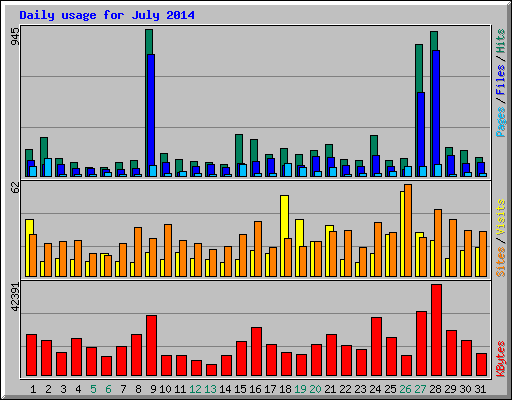 Daily usage for July 2014
945
Pages / Files / Hits
62
Sites / Visits
42391
KBytes
1 2 3 4 5 6 7 8 9 10 11 12 13 14 15 16 17 18 19 20 21 22 23 24 25 26 27 28 29 30 31